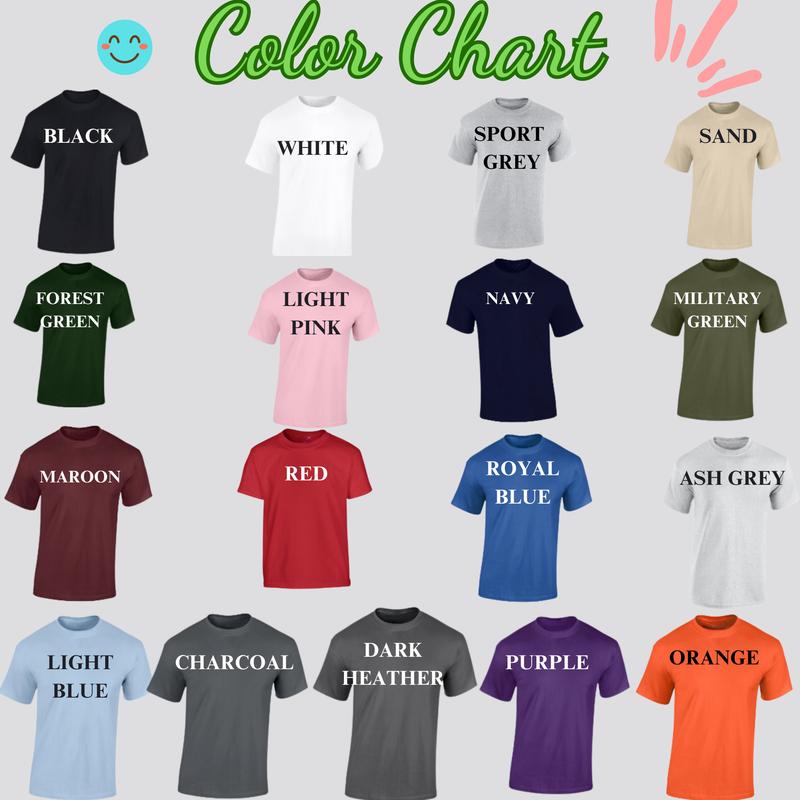 Color Chart
BLACK
WHITE
SPORT
GREY
SAND
FOREST
GREEN
LIGHT
PINK
NAVY
MILITARY
GREEN
MAROON
RED
ROYAL
BLUE
ASH GREY
LIGHT
BLUE
CHARCOAL
DARK
HEATHER
PURPLE
ORANGE